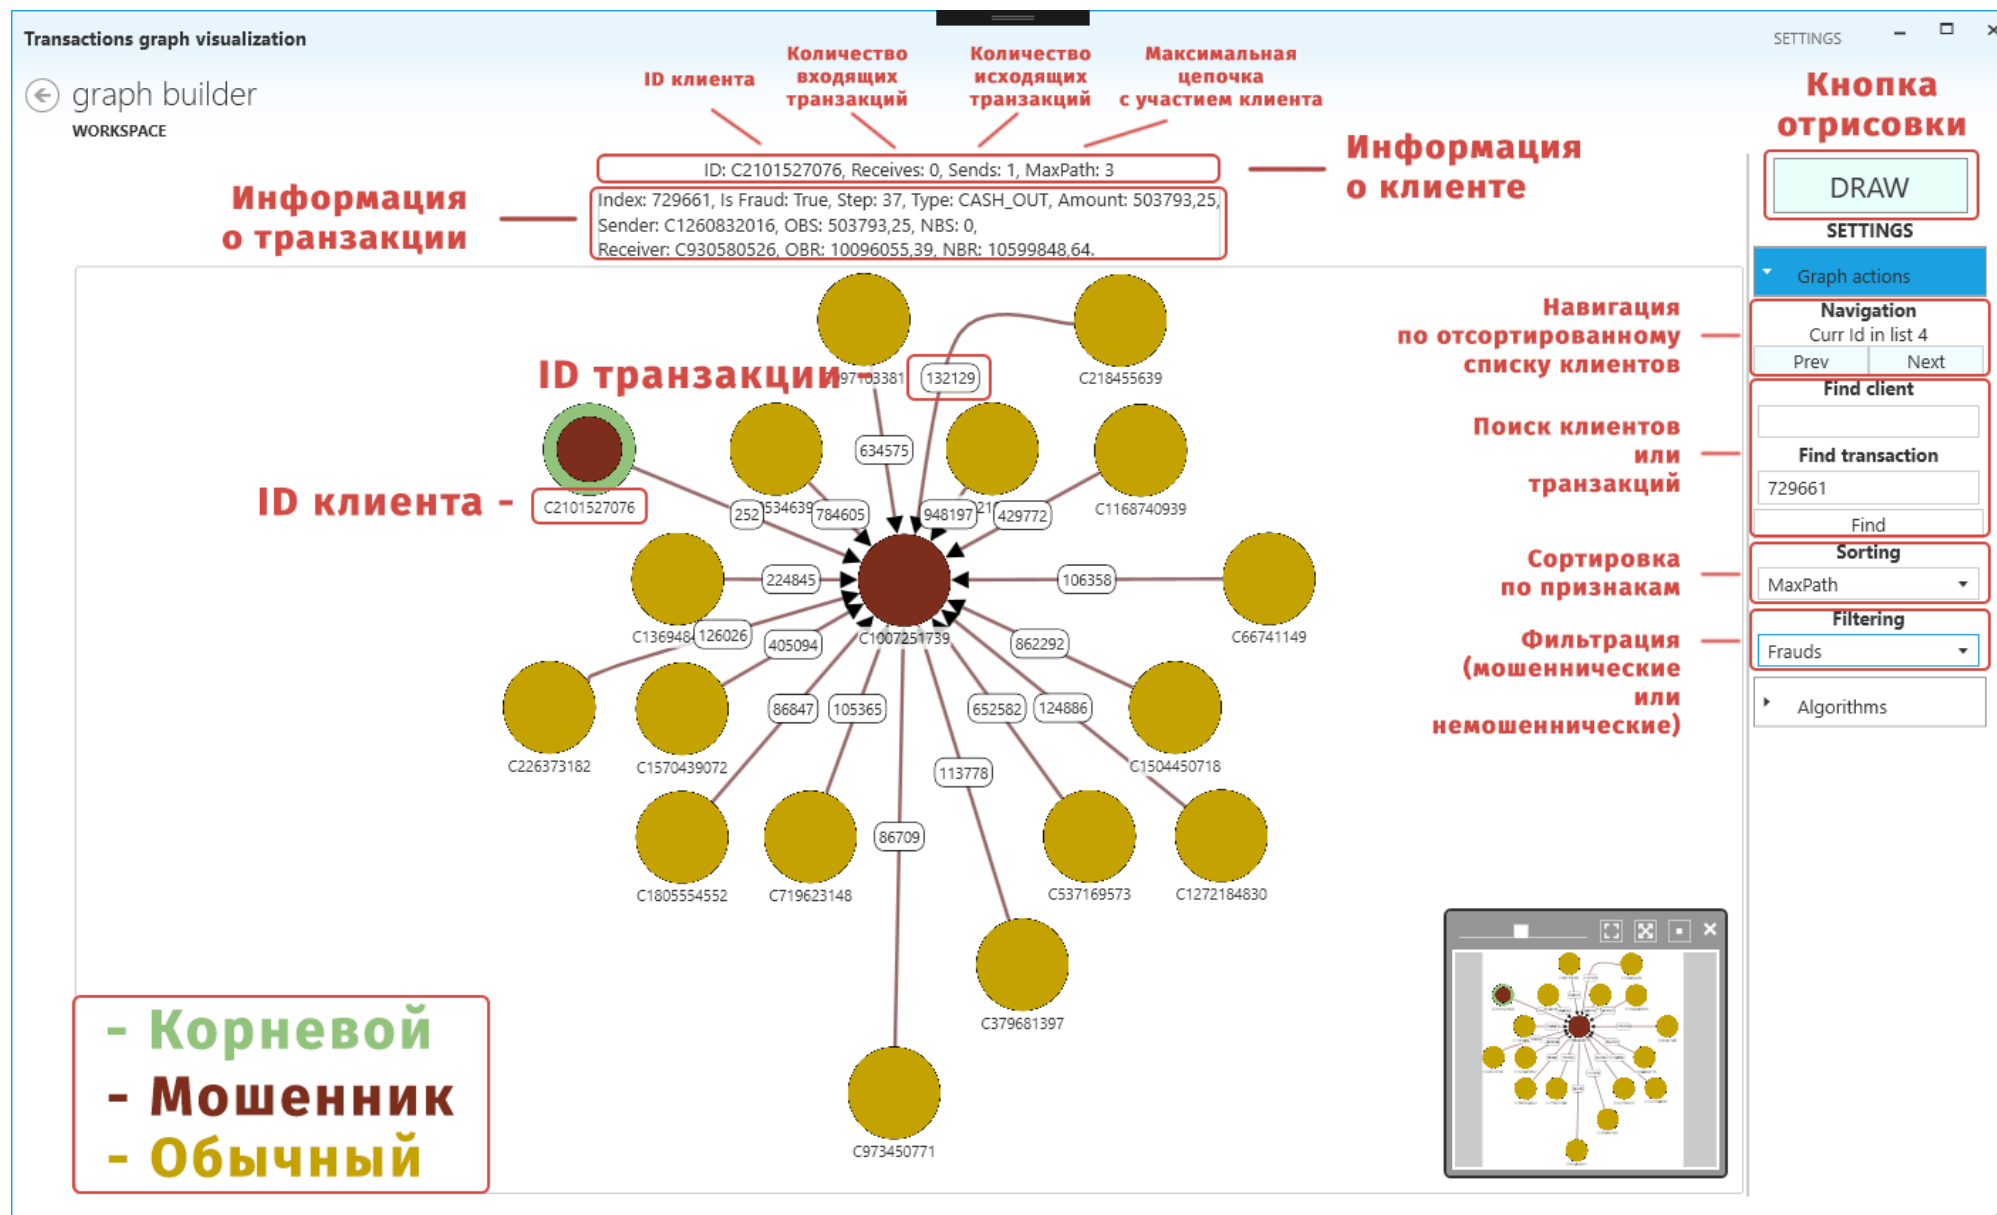 Transactions graph visualization
SETTINGS
graph builder
WORKSPACE
ID клиента
Количество
входящих
транзакций
Количество
исходящих
транзакций
Максимальная
цепочка
с участием клиента
Кнопка
отрисовки
ID: C2101527076, Receives: 0, Sends: 1, MaxPath: 3
Информация
о клиенте
Информация
о транзакции
Index: 729661, Is Fraud: True, Step: 37, Type: CASH_OUT, Amount: 503793,25,
Sender: C1260832016, OBS: 503793,25, NBS: 0,
Receiver: C930580526, OBR: 10096055,39, NBR: 10599848,64.
DRAW
SETTINGS
Graph actions
Navigation
Curr Id in list 4
Prev
Next
Find client
Find transaction
729661
Find
Sorting
MaxPath
Filtering
Frauds
Algorithms
Навигация
по отсортированному
списку клиентов
Поиск клиентов
или
транзакций
Сортировка
по признакам
Фильтрация
(мошеннические
или
немошеннические)
ID транзакции -
132129
C218455639
634575
ID клиента -
C2101527076
252
784605
948197
429772
C1168740939
224845
106358
126026
405094
C1007251739
862292
C66741149
86847
105365
652582
124886
C226373182
C1570439072
113778
C1504450718
86709
C1805554552
C719623148
C537169573
C1272184830
C379681397
C973450771
- Корневой
- Мошенник
- Обычный